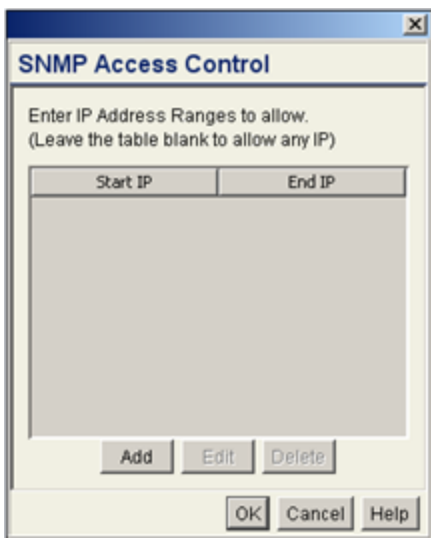 SNMP Access Control
Enter IP Address Ranges to allow.
(Leave the table blank to allow any IP)
Start IP End IP
Add Edit Delete
OK Cancel Help